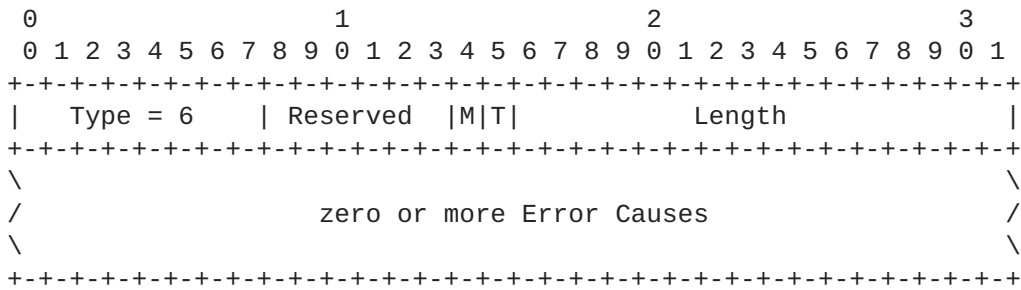 0                   1                   2                   3
 0 1 2 3 4 5 6 7 8 9 0 1 2 3 4 5 6 7 8 9 0 1 2 3 4 5 6 7 8 9 0 1
+-+-+-+-+-+-+-+-+-+-+-+-+-+-+-+-+-+-+-+-+-+-+-+-+-+-+-+-+-+-+-+-+
|   Type = 6    | Reserved  |M|T|           Length              |
+-+-+-+-+-+-+-+-+-+-+-+-+-+-+-+-+-+-+-+-+-+-+-+-+-+-+-+-+-+-+-+-+
\                                                               \
/                   zero or more Error Causes                   /
\                                                               \
+-+-+-+-+-+-+-+-+-+-+-+-+-+-+-+-+-+-+-+-+-+-+-+-+-+-+-+-+-+-+-+-+